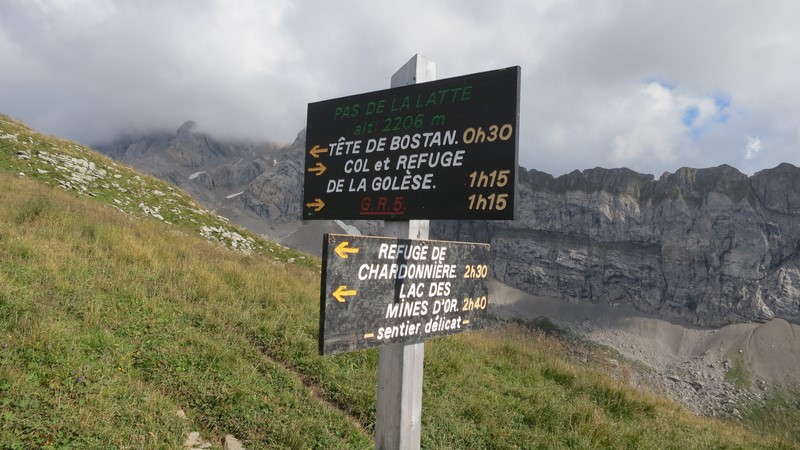 PAS DE LA LATTE
alt: 2206 m
←TÊTE DE BOSTAN. 0h30
→ COL et REFUGE
DE LA GOLÈSE. 1h15
→ G.R.5. 1h15
← REFUGE DE
CHARDONNIÈRE. 2h30
← LAC DES
MINES D'OR. 2h40
– sentier délicat –